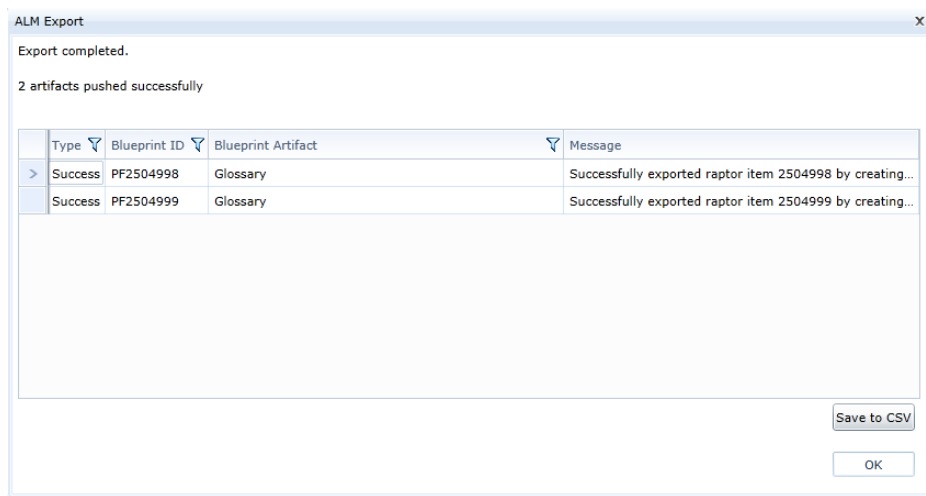 ALM Export x
Export completed.
2 artifacts pushed successfully
Type Blueprint ID Blueprint Artifact Message
> Success PF2504998 Glossary Successfully exported raptor item 2504998 by creating...
Success PF2504999 Glossary Successfully exported raptor item 2504999 by creating...
Save to CSV
OK